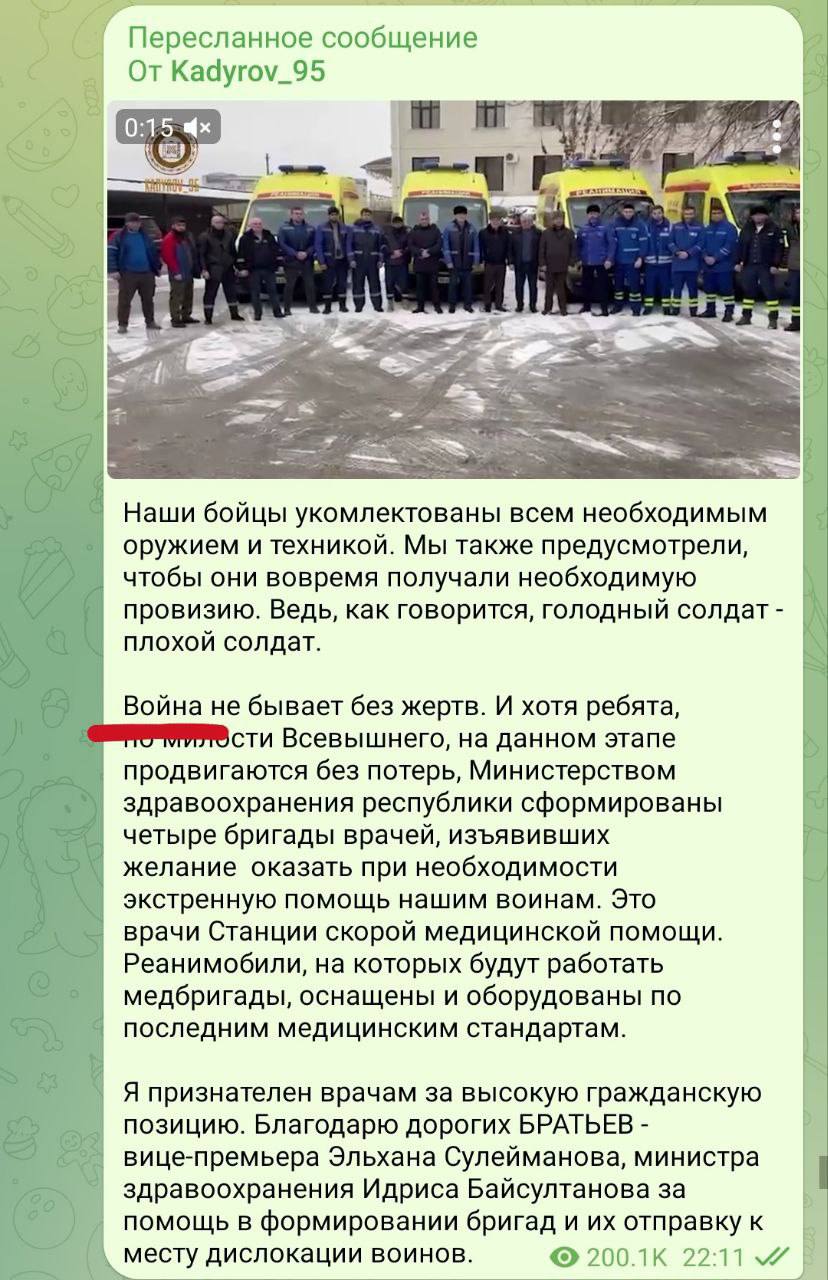 Пересланное сообщение
От Kadyrov_95
0:15
KADYROV_95
РЕАНИМАЦИЯ
РЕАНИМАЦИЯ
РЕАНИМАЦИЯ
РЕАНИМАЦИЯ
Наши бойцы укомлектованы всем необходимым
оружием и техникой. Мы также предусмотрели,
чтобы они вовремя получали необходимую
провизию. Ведь, как говорится, голодный солдат -
плохой солдат.
Война не бывает без жертв. И хотя ребята,
по милости Всевышнего, на данном этапе
продвигаются без потерь, Министерством
здравоохранения республики сформированы
четыре бригады врачей, изъявивших
желание  оказать при необходимости
экстренную помощь нашим воинам. Это
врачи Станции скорой медицинской помощи.
Реанимобили, на которых будут работать
медбригады, оснащены и оборудованы по
последним медицинским стандартам.
Я признателен врачам за высокую гражданскую
позицию. Благодарю дорогих БРАТЬЕВ -
вице-премьера Эльхана Сулейманова, министра
здравоохранения Идриса Байсултанова за
помощь в формировании бригад и их отправку к
месту дислокации воинов.
200.1K 22:11